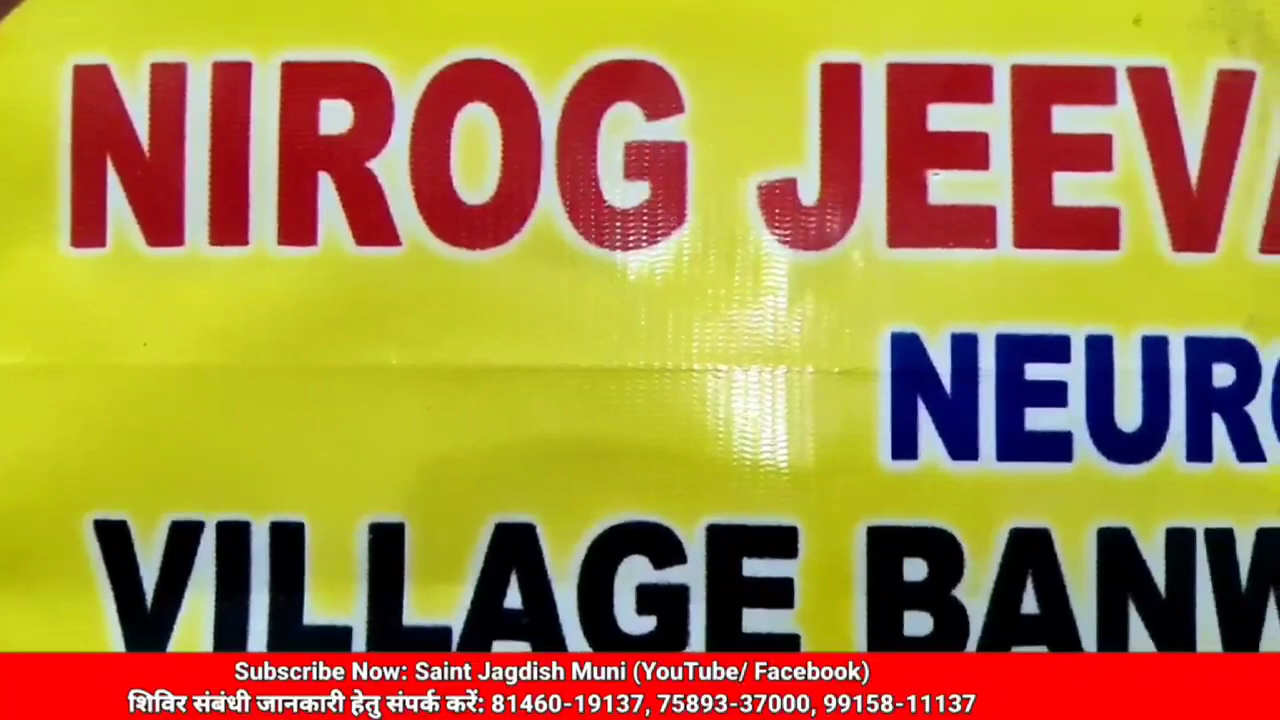 NIROG JEEV
NEUR
VILLAGE BAN
Subscribe Now: Saint Jagdish Muni (YouTube/ Facebook)
शिविर संबंधी जानकारी हेतु संपर्क करें: 81460-19137, 75893-37000, 99158-11137